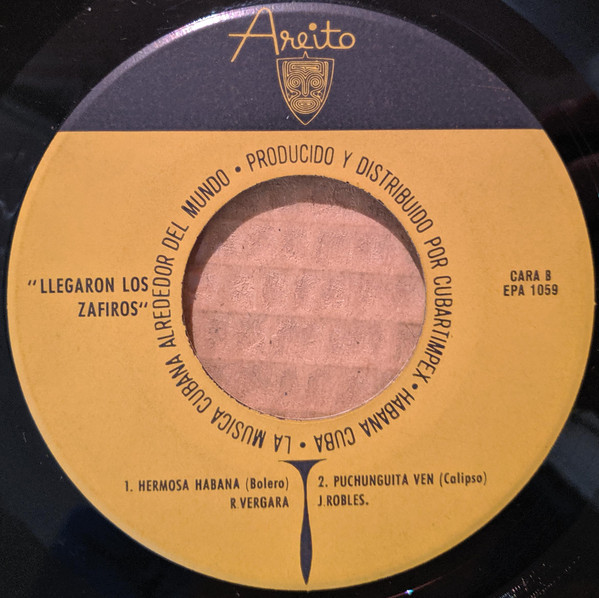 Areito
• PRODUCIDO Y DISTRIBUIDO POR CUBARTIMPEX • HABANA CUBA • LA MUSICA CUBANA ALREDEDOR DEL MUNDO
"LLEGARON LOS
ZAFIROS"
CARA B
EPA 1059
1. HERMOSA HABANA (Bolero)
R.VERGARA
2. PUCHUNGUITA VEN (Calipso)
J.ROBLES.